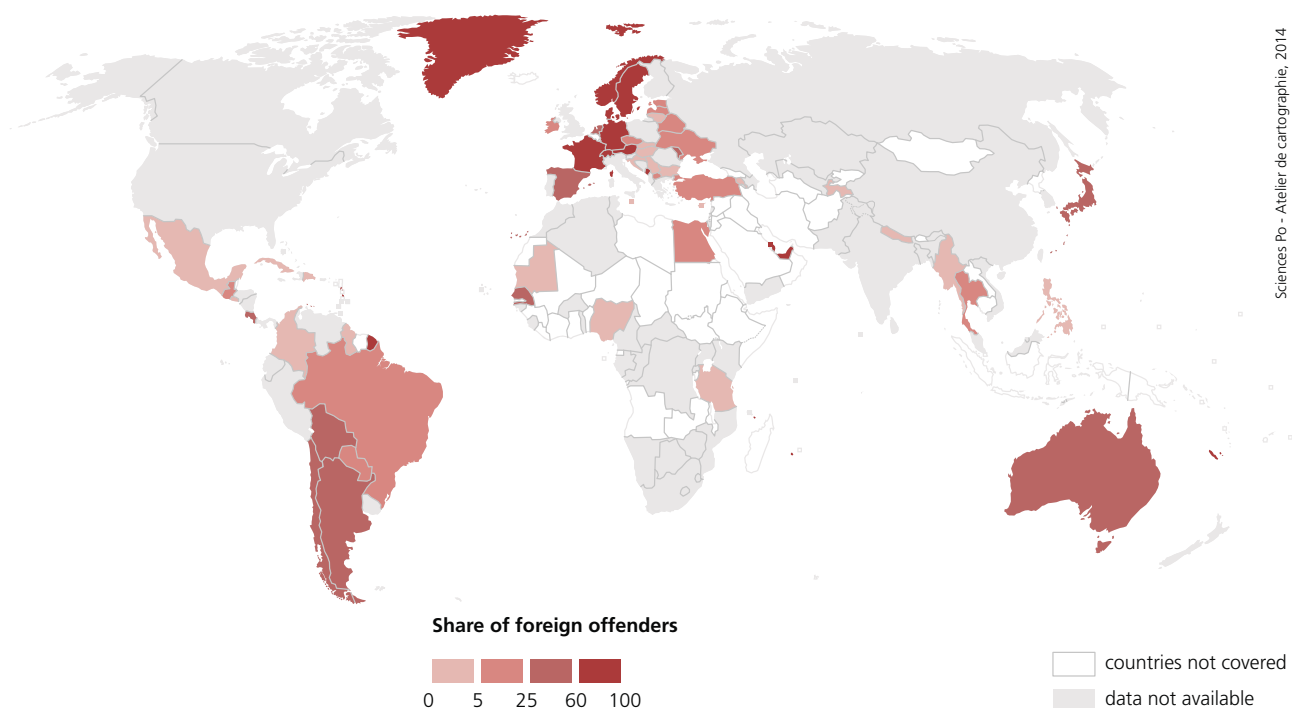 Sciences Po - Atelier de cartographie, 2014
Share of foreign offenders
0 5 25 60 100
countries not covered
data not available